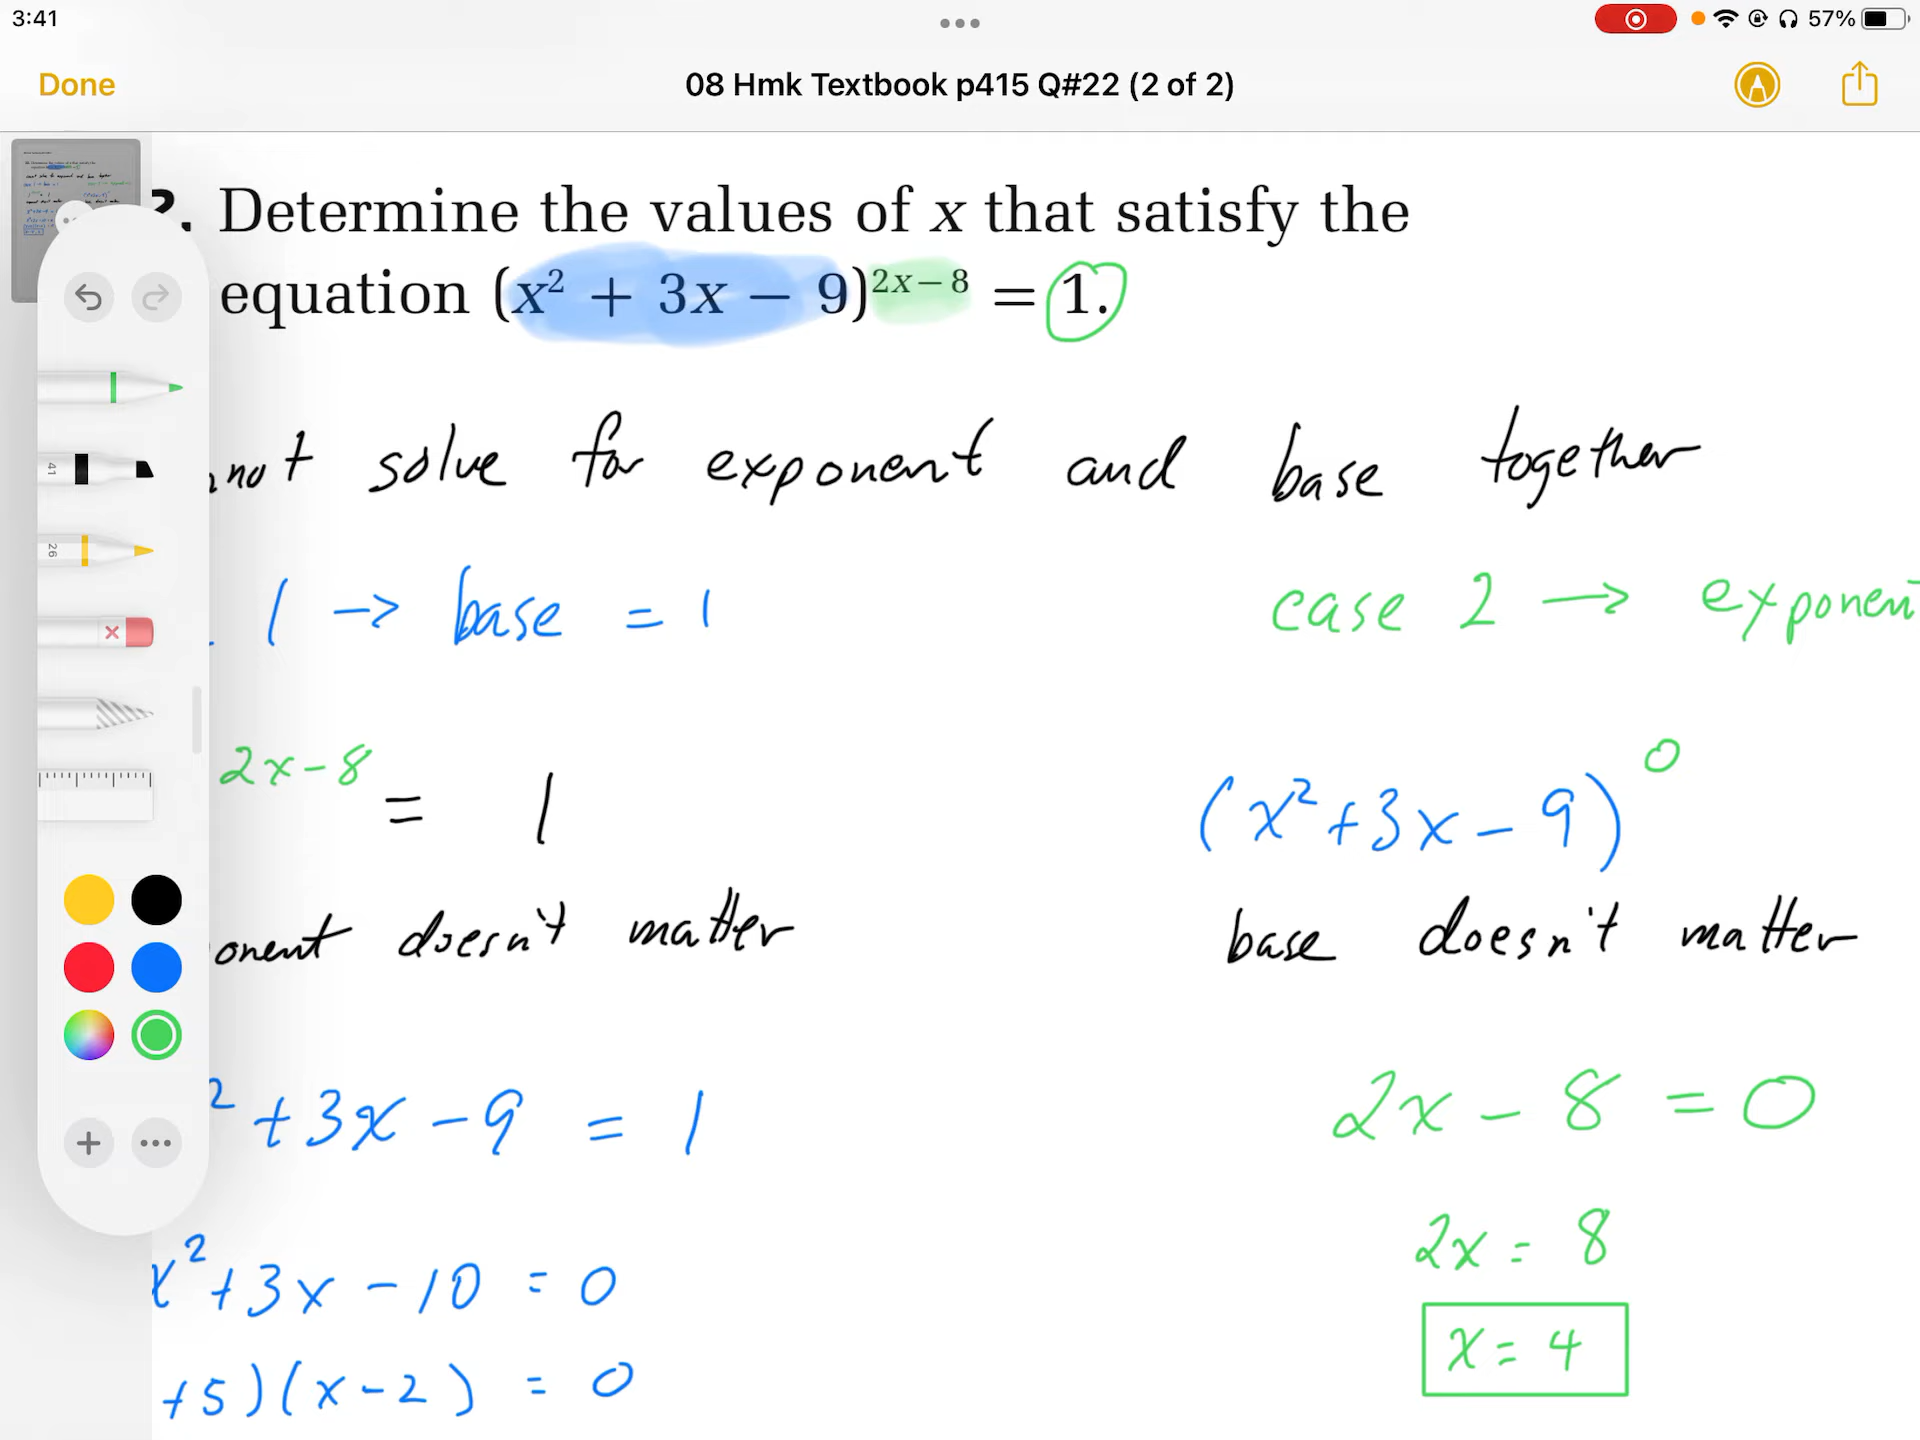 3:41
57%
Done
08 Hmk Textbook p415 Q#22 (2 of 2)
2. Determine the values of x that satisfy the
equation (x² + 3x − 9)²ˣ⁻⁸ = 1.
not solve for exponent and base together
1 → base = 1
case 2 → exponen
2x-8 = 1
(x²+3x-9)⁰
onent doesn't matter
base doesn't matter
² +3x -9 = 1
2x - 8 = 0
x²+3x-10 = 0
2x = 8
+5)(x-2) = 0
x = 4
41
26